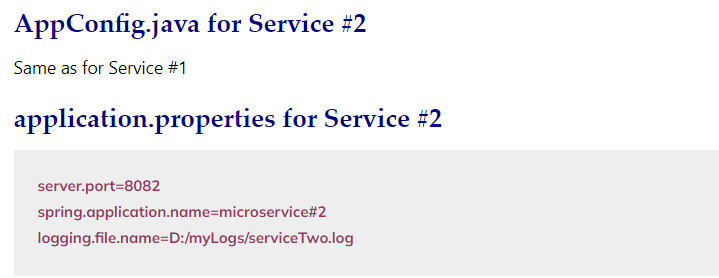 AppConfig.java for Service #2
Same as for Service #1
application.properties for Service #2
server.port=8082
spring.application.name=microservice#2
logging.file.name=D:/myLogs/serviceTwo.log